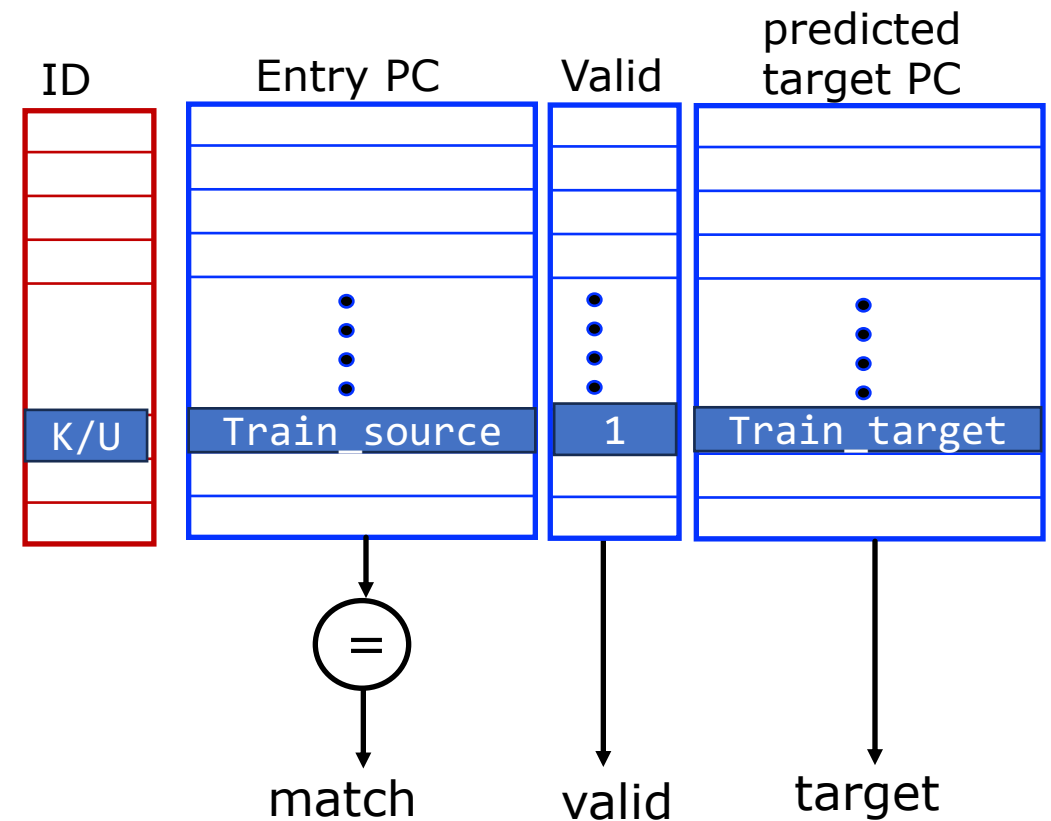 ID
Entry PC
Valid
predicted
target PC
K/U
Train_source
1
Train_target
=
match
valid
target